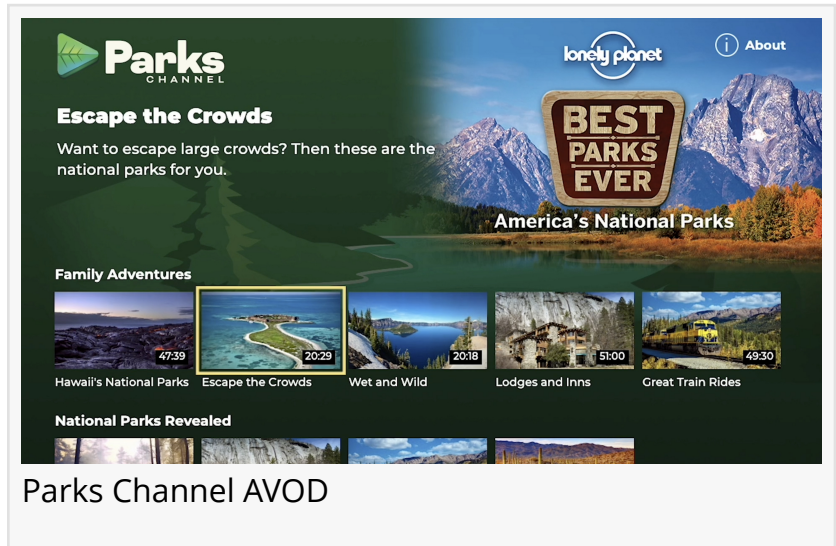 Parks
CHANNEL
lonely planet
i About
Escape the Crowds
Want to escape large crowds? Then these are the
national parks for you.
BEST
PARKS
EVER
America's National Parks
Family Adventures
47:39
20:29
20:18
51:00
49:30
Hawaii's National Parks
Escape the Crowds
Wet and Wild
Lodges and Inns
Great Train Rides
National Parks Revealed
Parks Channel AVOD